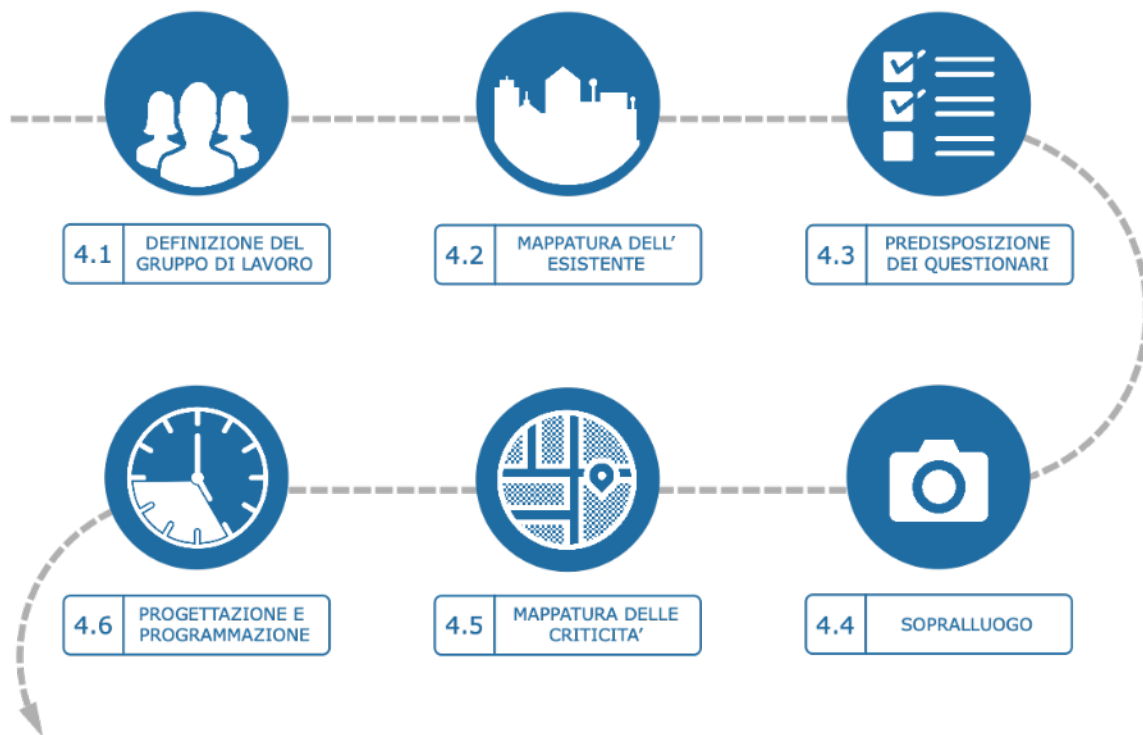 4.1
DEFINIZIONE DEL
GRUPPO DI LAVORO
4.2
MAPPATURA DELL’
ESISTENTE
4.3
PREDISPOSIZIONE
DEI QUESTIONARI
4.4
SOPRALLUOGO
4.5
MAPPATURA DELLE
CRITICITA’
4.6
PROGETTAZIONE E
PROGRAMMAZIONE